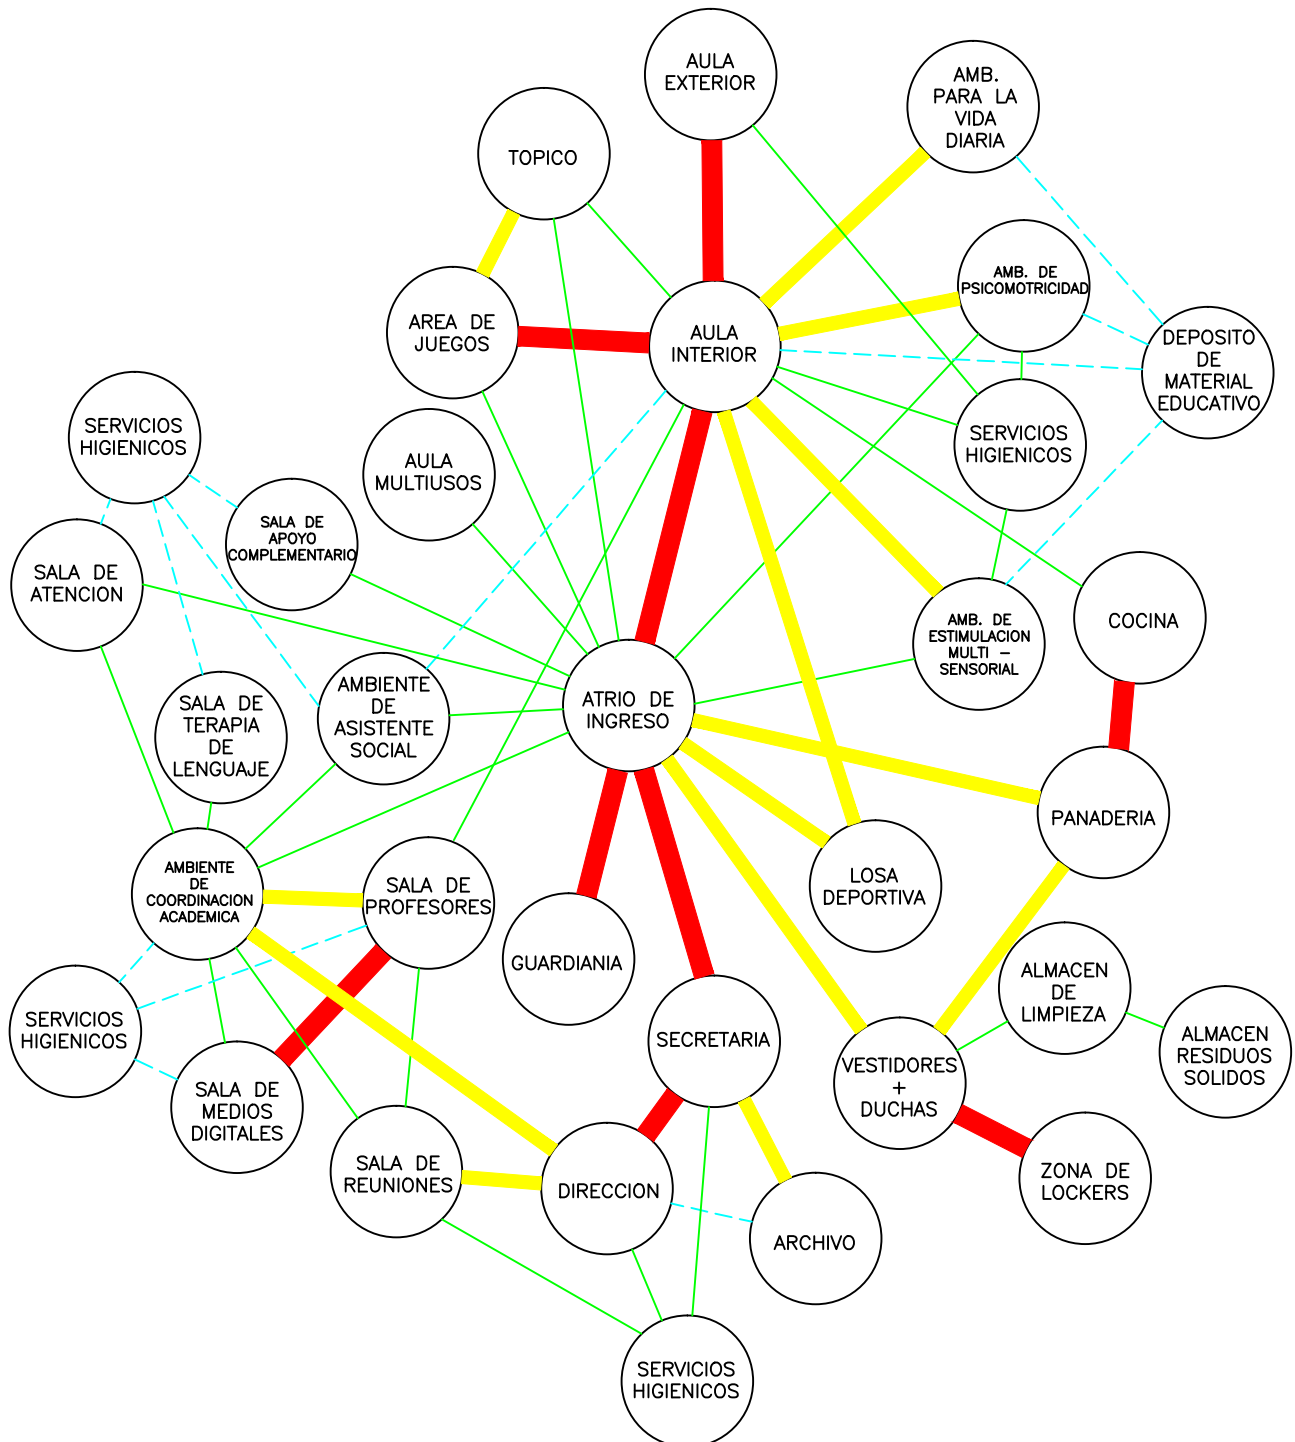 AULA
EXTERIOR
AMB.
PARA LA
VIDA
DIARIA
TOPICO
AMB. DE
PSICOMOTRICIDAD
AREA DE
JUEGOS
AULA
INTERIOR
DEPOSITO
DE
MATERIAL
EDUCATIVO
SERVICIOS
HIGIENICOS
AULA
MULTIUSOS
SERVICIOS
HIGIENICOS
SALA DE
APOYO
COMPLEMENTARIO
SALA DE
ATENCION
AMB. DE
ESTIMULACION
MULTI –
SENSORIAL
COCINA
SALA DE
TERAPIA
DE
LENGUAJE
AMBIENTE
DE
ASISTENTE
SOCIAL
ATRIO DE
INGRESO
PANADERIA
AMBIENTE
DE
COORDINACION
ACADEMICA
SALA DE
PROFESORES
LOSA
DEPORTIVA
GUARDIANIA
ALMACEN
DE
LIMPIEZA
SERVICIOS
HIGIENICOS
SECRETARIA
ALMACEN
RESIDUOS
SOLIDOS
VESTIDORES
+
DUCHAS
SALA DE
MEDIOS
DIGITALES
SALA DE
REUNIONES
DIRECCION
ZONA DE
LOCKERS
ARCHIVO
SERVICIOS
HIGIENICOS